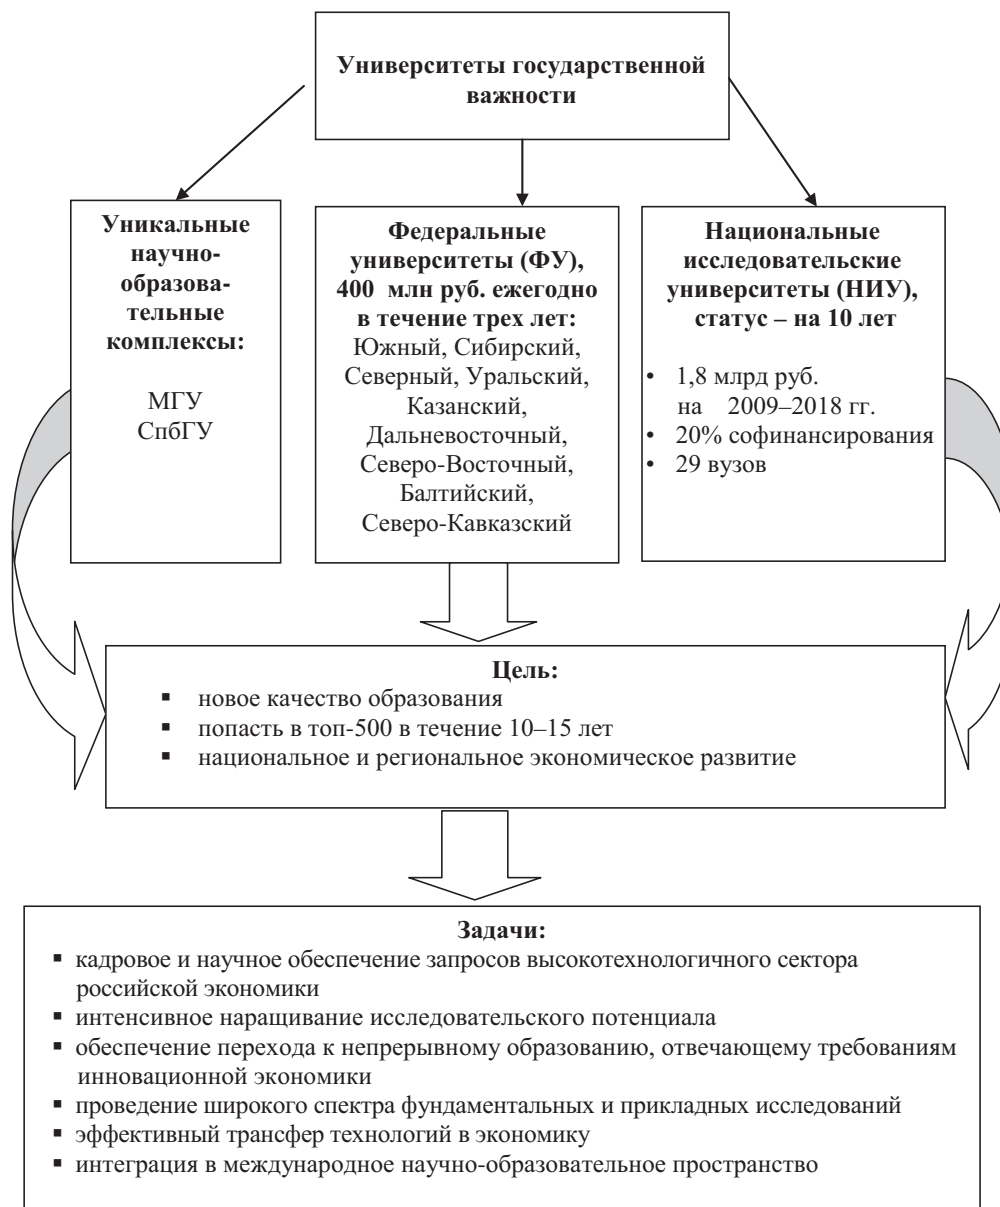 Университеты государственной
важности
Уникальные
научно-
образова-
тельные
комплексы:
МГУ
СпбГУ
Федеральные
университеты (ФУ),
400 млн руб. ежегодно
в течение трех лет:
Южный, Сибирский,
Северный, Уральский,
Казанский,
Дальневосточный,
Северо-Восточный,
Балтийский,
Северо-Кавказский
Национальные
исследовательские
университеты (НИУ),
статус – на 10 лет
• 1,8 млрд руб.
на 2009–2018 гг.
• 20% софинансирования
• 29 вузов
Цель:
▪ новое качество образования
▪ попасть в топ-500 в течение 10–15 лет
▪ национальное и региональное экономическое развитие
Задачи:
▪ кадровое и научное обеспечение запросов высокотехнологичного сектора
российской экономики
▪ интенсивное наращивание исследовательского потенциала
▪ обеспечение перехода к непрерывному образованию, отвечающему требованиям
инновационной экономики
▪ проведение широкого спектра фундаментальных и прикладных исследований
▪ эффективный трансфер технологий в экономику
▪ интеграция в международное научно-образовательное пространство